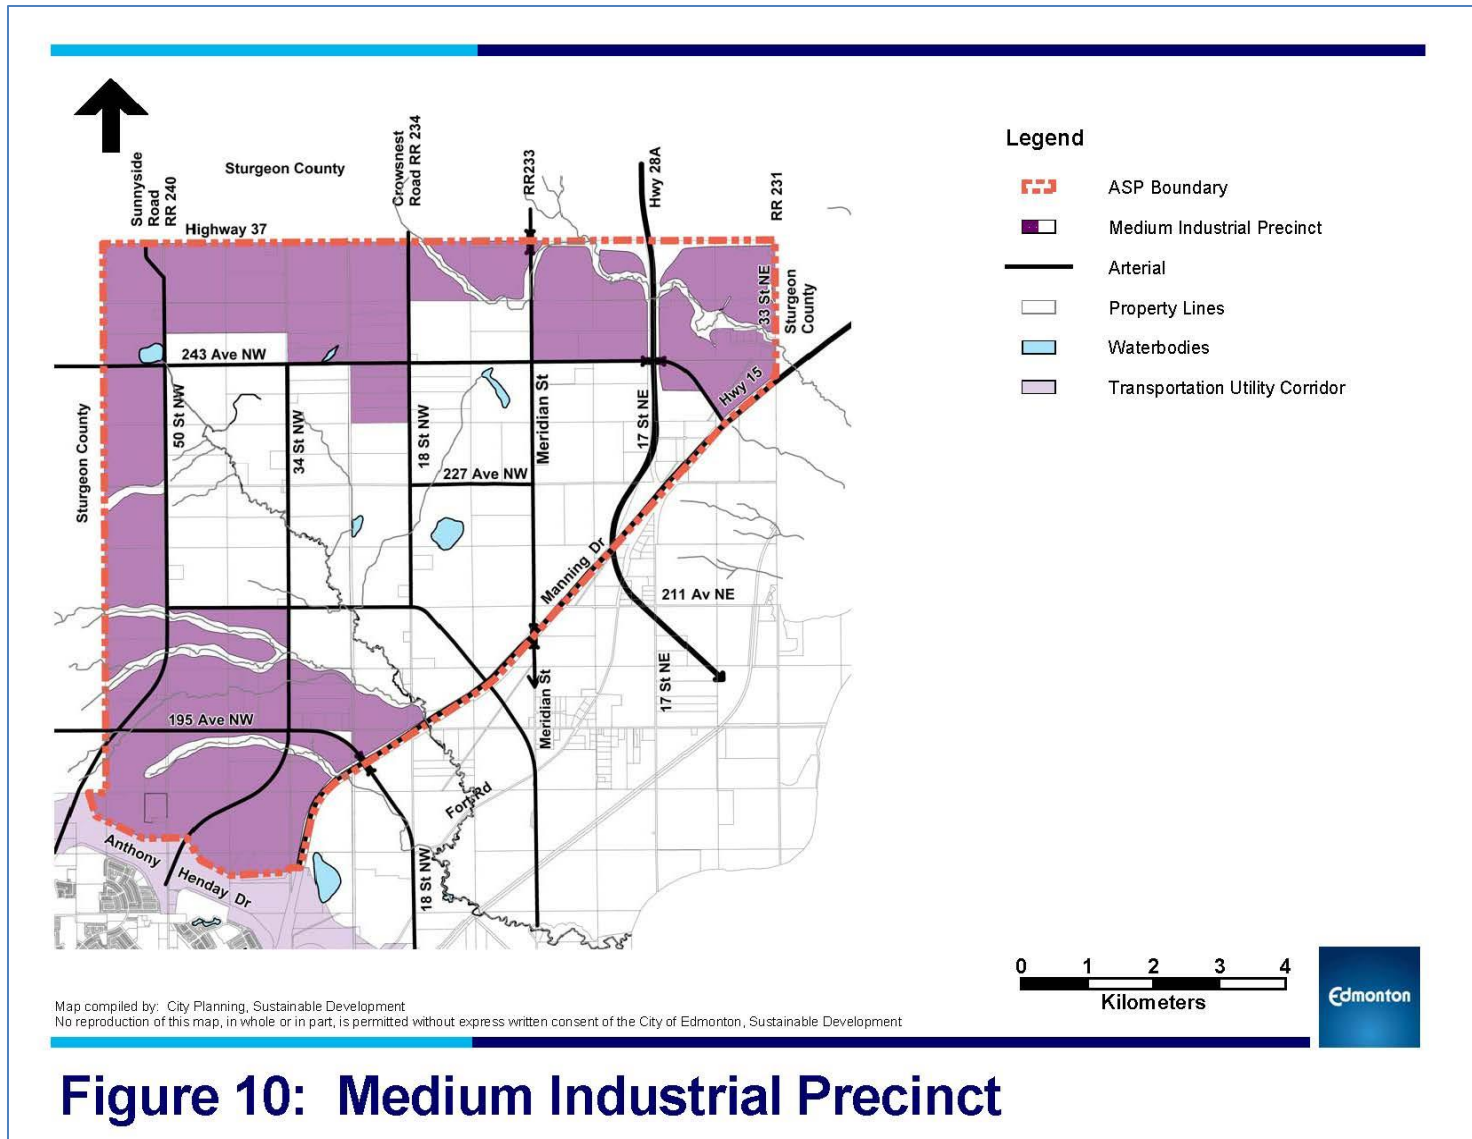 Sunnyside
Road
RR 240
Sturgeon County
Crowsnest
Road RR 234
RR233
Hwy 28A
RR 231
Highway 37
33 St NE
Sturgeon
County
243 Ave NW
Hwy 15
Sturgeon County
50 St NW
34 St NW
18 St NW
Meridian St
17 St NE
227 Ave NW
Manning Dr
211 Av NE
17 St NE
Meridian St
195 Ave NW
Fort Rd
Anthony
Henday Dr
18 St NW
Legend
ASP Boundary
Medium Industrial Precinct
Arterial
Property Lines
Waterbodies
Transportation Utility Corridor
0 1 2 3 4
Kilometers
Edmonton
Map compiled by: City Planning, Sustainable Development
No reproduction of this map, in whole or in part, is permitted without express written consent of the City of Edmonton, Sustainable Development
Figure 10: Medium Industrial Precinct